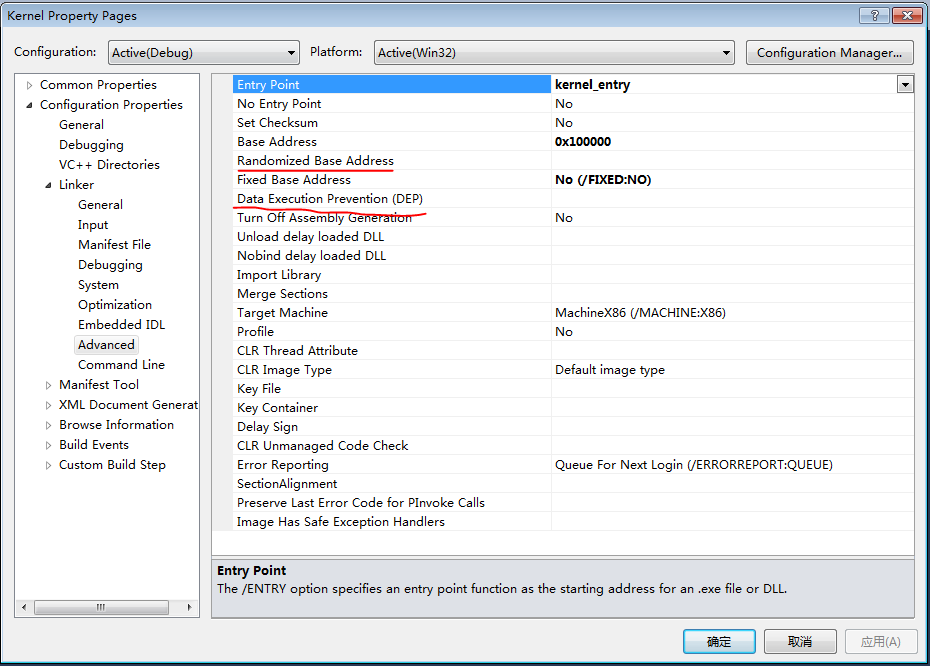 Kernel Property Pages
Configuration: Active(Debug) Platform: Active(Win32) Configuration Manager...
Common Properties
Configuration Properties
General
Debugging
VC++ Directories
Linker
General
Input
Manifest File
Debugging
System
Optimization
Embedded IDL
Advanced
Command Line
Manifest Tool
XML Document Generat
Browse Information
Build Events
Custom Build Step
Entry Point kernel_entry
No Entry Point No
Set Checksum No
Base Address 0x100000
Randomized Base Address
Fixed Base Address No (/FIXED:NO)
Data Execution Prevention (DEP)
Turn Off Assembly Generation No
Unload delay loaded DLL
Nobind delay loaded DLL
Import Library
Merge Sections
Target Machine MachineX86 (/MACHINE:X86)
Profile No
CLR Thread Attribute
CLR Image Type Default image type
Key File
Key Container
Delay Sign
CLR Unmanaged Code Check
Error Reporting Queue For Next Login (/ERRORREPORT:QUEUE)
SectionAlignment
Preserve Last Error Code for PInvoke Calls
Image Has Safe Exception Handlers
Entry Point
The /ENTRY option specifies an entry point function as the starting address for an .exe file or DLL.
确定 取消 应用(A)